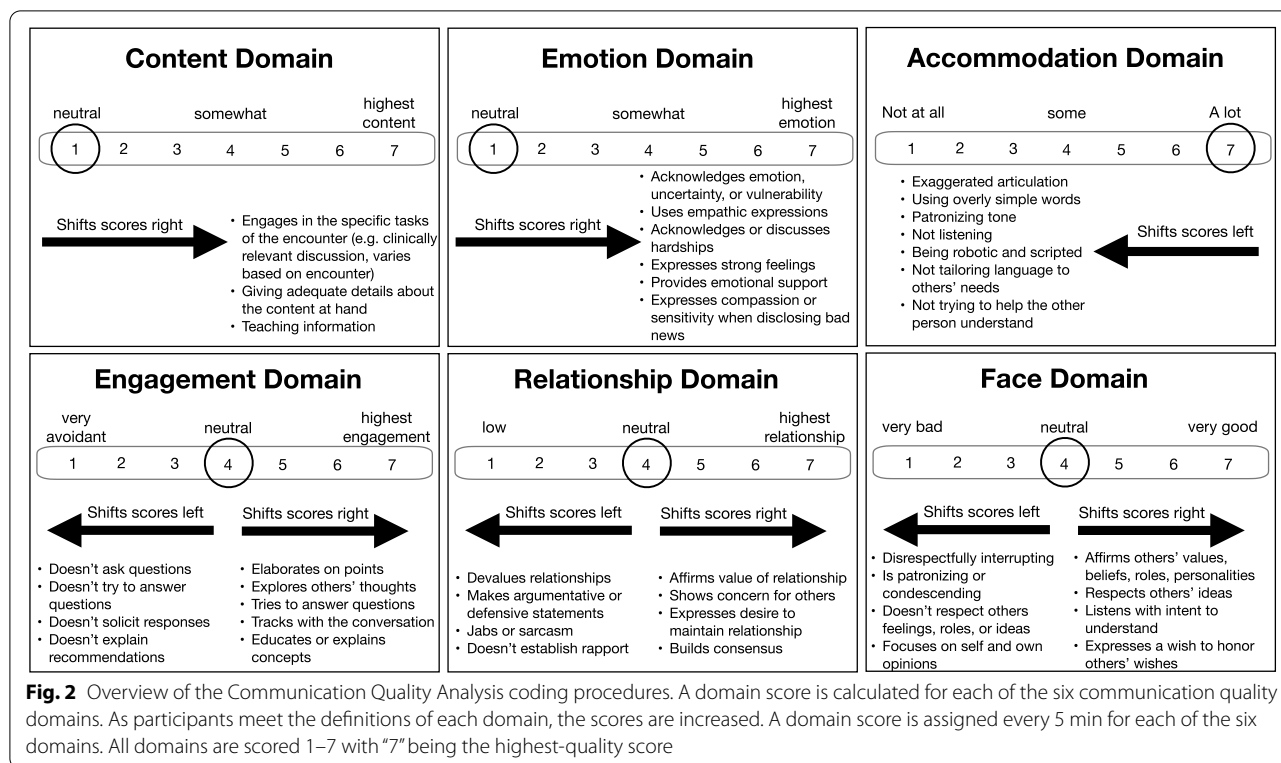 Content Domain
neutral
somewhat
highest
content
1 2 3 4 5 6 7
Shifts scores right
• Engages in the specific tasks
of the encounter (e.g. clinically
relevant discussion, varies
based on encounter)
• Giving adequate details about
the content at hand
• Teaching information
Emotion Domain
neutral
somewhat
highest
emotion
1 2 3 4 5 6 7
Shifts scores right
• Acknowledges emotion,
uncertainty, or vulnerability
• Uses empathic expressions
• Acknowledges or discusses
hardships
• Expresses strong feelings
• Provides emotional support
• Expresses compassion or
sensitivity when disclosing bad
news
Accommodation Domain
Not at all
some
A lot
1 2 3 4 5 6 7
• Exaggerated articulation
• Using overly simple words
• Patronizing tone
• Not listening
• Being robotic and scripted
• Not tailoring language to
others' needs
• Not trying to help the other
person understand
Shifts scores left
Engagement Domain
very
avoidant
neutral
highest
engagement
1 2 3 4 5 6 7
Shifts scores left
Shifts scores right
• Doesn't ask questions
• Doesn't try to answer
questions
• Doesn't solicit responses
• Doesn't explain
recommendations
• Elaborates on points
• Explores others' thoughts
• Tries to answer questions
• Tracks with the conversation
• Educates or explains
concepts
Relationship Domain
low
neutral
highest
relationship
1 2 3 4 5 6 7
Shifts scores left
Shifts scores right
• Devalues relationships
• Makes argumentative or
defensive statements
• Jabs or sarcasm
• Doesn't establish rapport
• Affirms value of relationship
• Shows concern for others
• Expresses desire to
maintain relationship
• Builds consensus
Face Domain
very bad
neutral
very good
1 2 3 4 5 6 7
Shifts scores left
Shifts scores right
• Disrespectfully interrupting
• Is patronizing or
condescending
• Doesn't respect others
feelings, roles, or ideas
• Focuses on self and own
opinions
• Affirms others' values,
beliefs, roles, personalities
• Respects others' ideas
• Listens with intent to
understand
• Expresses a wish to honor
others' wishes
Fig. 2 Overview of the Communication Quality Analysis coding procedures. A domain score is calculated for each of the six communication quality
domains. As participants meet the definitions of each domain, the scores are increased. A domain score is assigned every 5 min for each of the six
domains. All domains are scored 1–7 with "7" being the highest-quality score